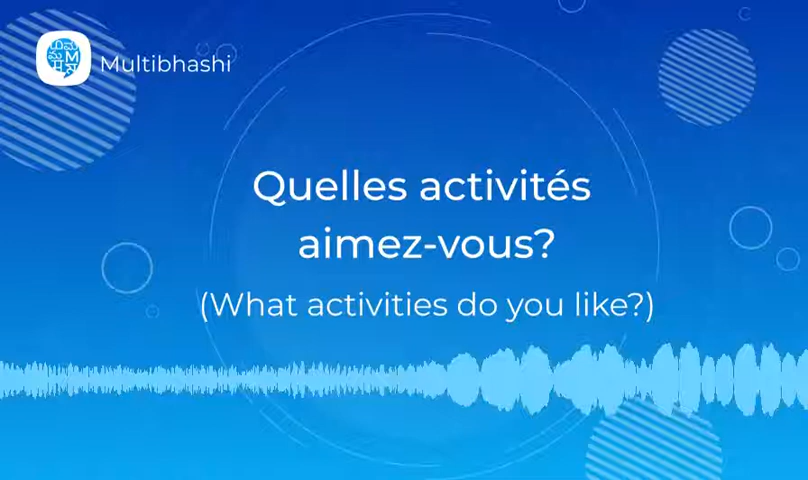 Multibhashi
Quelles activités
aimez-vous?
(What activities do you like?)